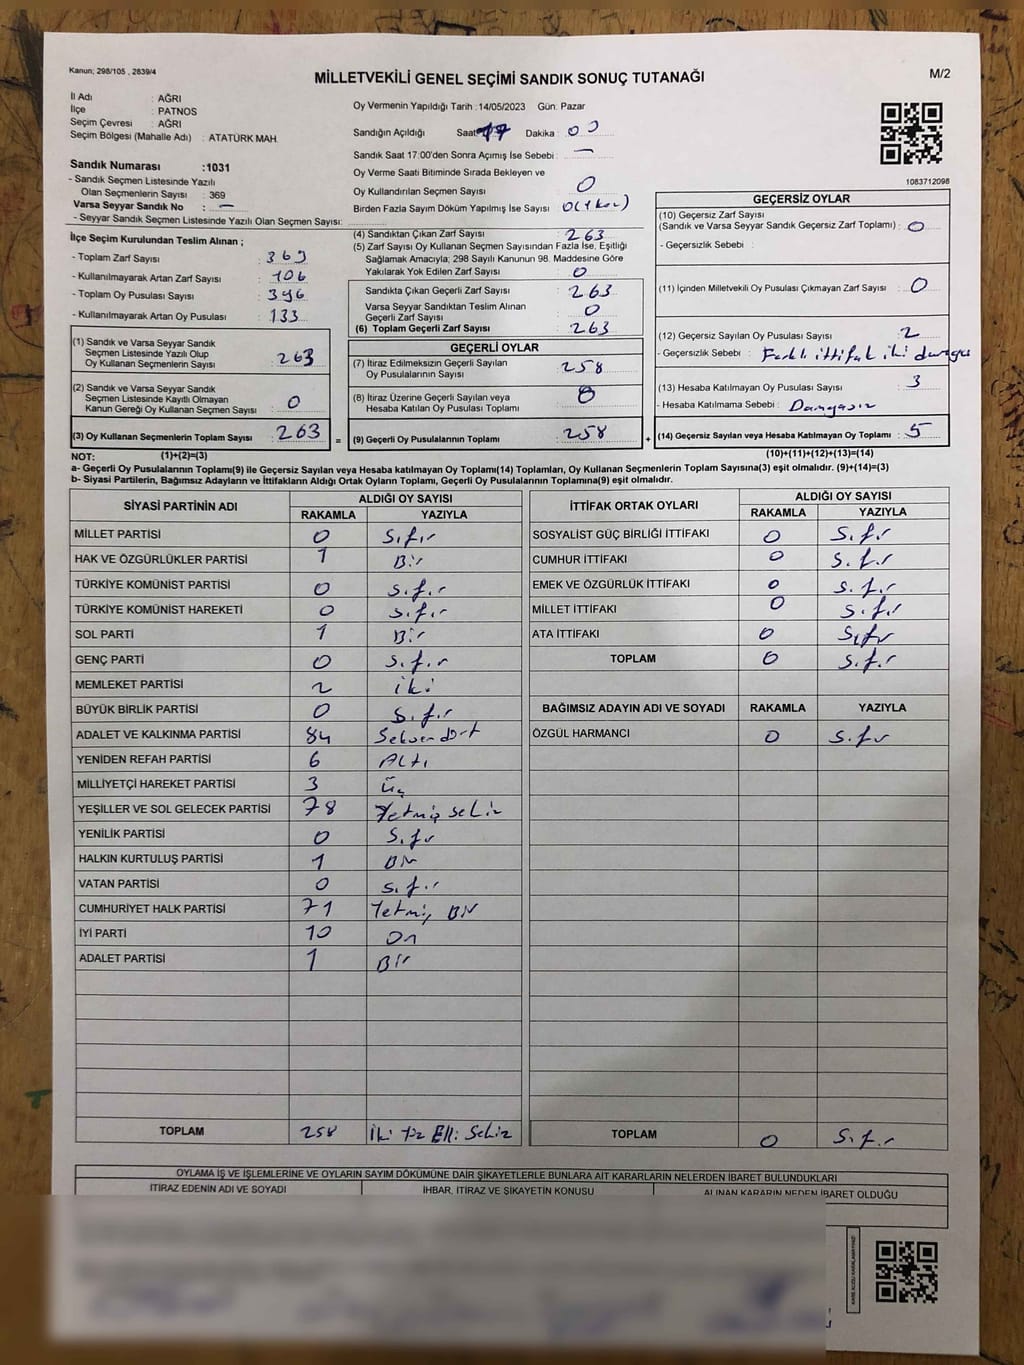 Kanun; 298/105 , 2839/4
MİLLETVEKİLİ GENEL SEÇİMİ SANDIK SONUÇ TUTANAĞI
M/2
İl Adı : AĞRI
İlçe : PATNOS
Seçim Çevresi : AĞRI
Seçim Bölgesi (Mahalle Adı) : ATATÜRK MAH.
Sandık Numarası :1031
- Sandık Seçmen Listesinde Yazılı
Olan Seçmenlerin Sayısı : 369
Varsa Seyyar Sandık No : —
- Seyyar Sandık Seçmen Listesinde Yazılı Olan Seçmen Sayısı:
Oy Vermenin Yapıldığı Tarih :14/05/2023 Gün: Pazar
Sandığın Açıldığı Saat 17 Dakika : 00
Sandık Saat 17:00'den Sonra Açımış İse Sebebi : —
Oy Verme Saati Bitiminde Sırada Bekleyen ve
Oy Kullandırılan Seçmen Sayısı : 0
Birden Fazla Sayım Döküm Yapılmış İse Sayısı : 0(1 kez)
1083712098
İlçe Seçim Kurulundan Teslim Alınan ;
- Toplam Zarf Sayısı : 369
- Kullanılmayarak Artan Zarf Sayısı : 106
- Toplam Oy Pusulası Sayısı : 396
- Kullanılmayarak Artan Oy Pusulası : 133
(1) Sandık ve Varsa Seyyar Sandık
Seçmen Listesinde Yazılı Olup
Oy Kullanan Seçmenlerin Sayısı : 263
(2) Sandık ve Varsa Seyyar Sandık
Seçmen Listesinde Kayıtlı Olmayan
Kanun Gereği Oy Kullanan Seçmen Sayısı : 0
(3) Oy Kullanan Seçmenlerin Toplam Sayısı : 263
(4) Sandıktan Çıkan Zarf Sayısı : 263
(5) Zarf Sayısı Oy Kullanan Seçmen Sayısından Fazla İse, Eşitliği
Sağlamak Amacıyla; 298 Sayılı Kanunun 98. Maddesine Göre
Yakılarak Yok Edilen Zarf Sayısı : 0
Sandıkta Çıkan Geçerli Zarf Sayısı : 263
Varsa Seyyar Sandıktan Teslim Alınan
Geçerli Zarf Sayısı : 0
(6) Toplam Geçerli Zarf Sayısı : 263
GEÇERLİ OYLAR
(7) İtiraz Edilmeksizin Geçerli Sayılan
Oy Pusulalarının Sayısı : 258
(8) İtiraz Üzerine Geçerli Sayılan veya
Hesaba Katılan Oy Pusulası Toplamı : 0
= (9) Geçerli Oy Pusulalarının Toplamı : 258
GEÇERSİZ OYLAR
(10) Geçersiz Zarf Sayısı
(Sandık ve Varsa Seyyar Sandık Geçersiz Zarf Toplamı) : 0
- Geçersizlik Sebebi :
(11) İçinden Milletvekili Oy Pusulası Çıkmayan Zarf Sayısı : 0
(12) Geçersiz Sayılan Oy Pusulası Sayısı : 2
- Geçersizlik Sebebi : Farklı ittifak iki damga
(13) Hesaba Katılmayan Oy Pusulası Sayısı : 3
- Hesaba Katılmama Sebebi : Damgasız
+ (14) Geçersiz Sayılan veya Hesaba Katılmayan Oy Toplamı : 5
NOT: (1)+(2)=(3) (10)+(11)+(12)+(13)=(14)
a- Geçerli Oy Pusulalarının Toplamı(9) ile Geçersiz Sayılan veya Hesaba katılmayan Oy Toplamı(14) Toplamları, Oy Kullanan Seçmenlerin Toplam Sayısına(3) eşit olmalıdır. (9)+(14)=(3)
b- Siyasi Partilerin, Bağımsız Adayların ve İttifakların Aldığı Ortak Oyların Toplamı, Geçerli Oy Pusulalarının Toplamına(9) eşit olmalıdır.
SİYASİ PARTİNİN ADI ALDIĞI OY SAYISI
RAKAMLA YAZIYLA
MİLLET PARTİSİ 0 Sıfır
HAK VE ÖZGÜRLÜKLER PARTİSİ 1 Bir
TÜRKİYE KOMÜNİST PARTİSİ 0 Sıfır
TÜRKİYE KOMÜNİST HAREKETİ 0 Sıfır
SOL PARTİ 1 Bir
GENÇ PARTİ 0 Sıfır
MEMLEKET PARTİSİ 2 iki
BÜYÜK BİRLİK PARTİSİ 0 Sıfır
ADALET VE KALKINMA PARTİSİ 84 Seksendört
YENİDEN REFAH PARTİSİ 6 Altı
MİLLİYETÇİ HAREKET PARTİSİ 3 Üç
YEŞİLLER VE SOL GELECEK PARTİSİ 78 Yetmiş sekiz
YENİLİK PARTİSİ 0 Sıfır
HALKIN KURTULUŞ PARTİSİ 1 Bir
VATAN PARTİSİ 0 Sıfır
CUMHURİYET HALK PARTİSİ 71 Yetmiş Bir
İYİ PARTİ 10 On
ADALET PARTİSİ 1 Bir
TOPLAM 258 İki Yüz Elli Sekiz
İTTİFAK ORTAK OYLARI ALDIĞI OY SAYISI
RAKAMLA YAZIYLA
SOSYALİST GÜÇ BİRLİĞİ İTTİFAKI 0 Sıfır
CUMHUR İTTİFAKI 0 Sıfır
EMEK VE ÖZGÜRLÜK İTTİFAKI 0 Sıfır
MİLLET İTTİFAKI 0 Sıfır
ATA İTTİFAKI 0 Sıfır
TOPLAM 0 Sıfır
BAĞIMSIZ ADAYIN ADI VE SOYADI RAKAMLA YAZIYLA
ÖZGÜL HARMANCI 0 Sıfır
TOPLAM 0 Sıfır
OYLAMA İŞ VE İŞLEMLERİNE VE OYLARIN SAYIM DÖKÜMÜNE DAİR ŞİKAYETLERLE BUNLARA AİT KARARLARIN NELERDEN İBARET BULUNDUKLARI
İTİRAZ EDENİN ADI VE SOYADI İHBAR, İTİRAZ VE ŞİKAYETİN KONUSU ALINAN KARARIN NEDEN İBARET OLDUĞU